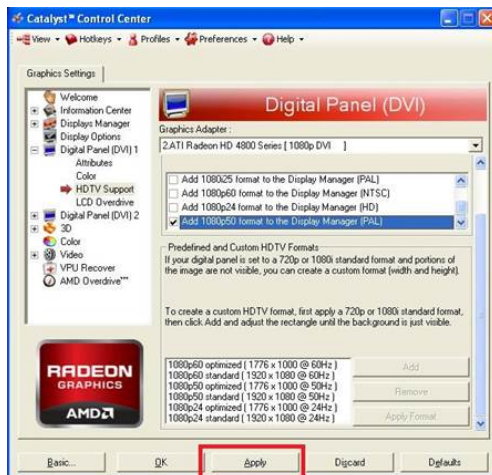 Catalyst™ Control Center
View Hotkeys Profiles Preferences Help
Graphics Settings
Welcome
Information Center
Displays Manager
Display Options
Digital Panel (DVI) 1
Attributes
Color
HDTV Support
LCD Overdrive
Digital Panel (DVI) 2
3D
Color
Video
VPU Recover
AMD Overdrive™
RADEON
GRAPHICS
AMD
Digital Panel (DVI)
Graphics Adapter :
2.ATI Radeon HD 4800 Series [ 1080p DVI ]
Add 1080i25 format to the Display Manager (PAL)
Add 1080p60 format to the Display Manager (NTSC)
Add 1080p24 format to the Display Manager (HD)
Add 1080p50 format to the Display Manager (PAL)
Predefined and Custom HDTV Formats
If your digital panel is set to a 720p or 1080i standard format and portions of
the image are not visible, you can create a custom format (width and height).
To create a custom HDTV format, first apply a 720p or 1080i standard format,
then click Add and adjust the rectangle until the background is just visible.
1080p60 optimized ( 1776 x 1000 @ 60Hz )
1080p60 standard ( 1920 x 1080 @ 60Hz )
1080p50 optimized ( 1776 x 1000 @ 50Hz )
1080p50 standard ( 1920 x 1080 @ 50Hz )
1080p24 optimized ( 1776 x 1000 @ 24Hz )
1080p24 standard ( 1920 x 1080 @ 24Hz )
Add
Remove
Apply Format
Basic...
OK
Apply
Discard
Defaults